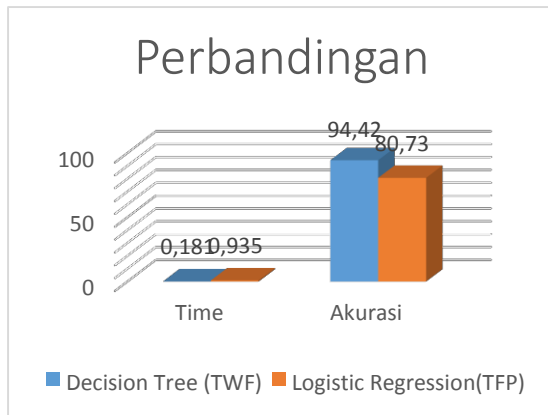 Perbandingan
94,42
80,73
100
50
0,181
0,935
0
Time
Akurasi
Decision Tree (TWF)
Logistic Regression(TFP)